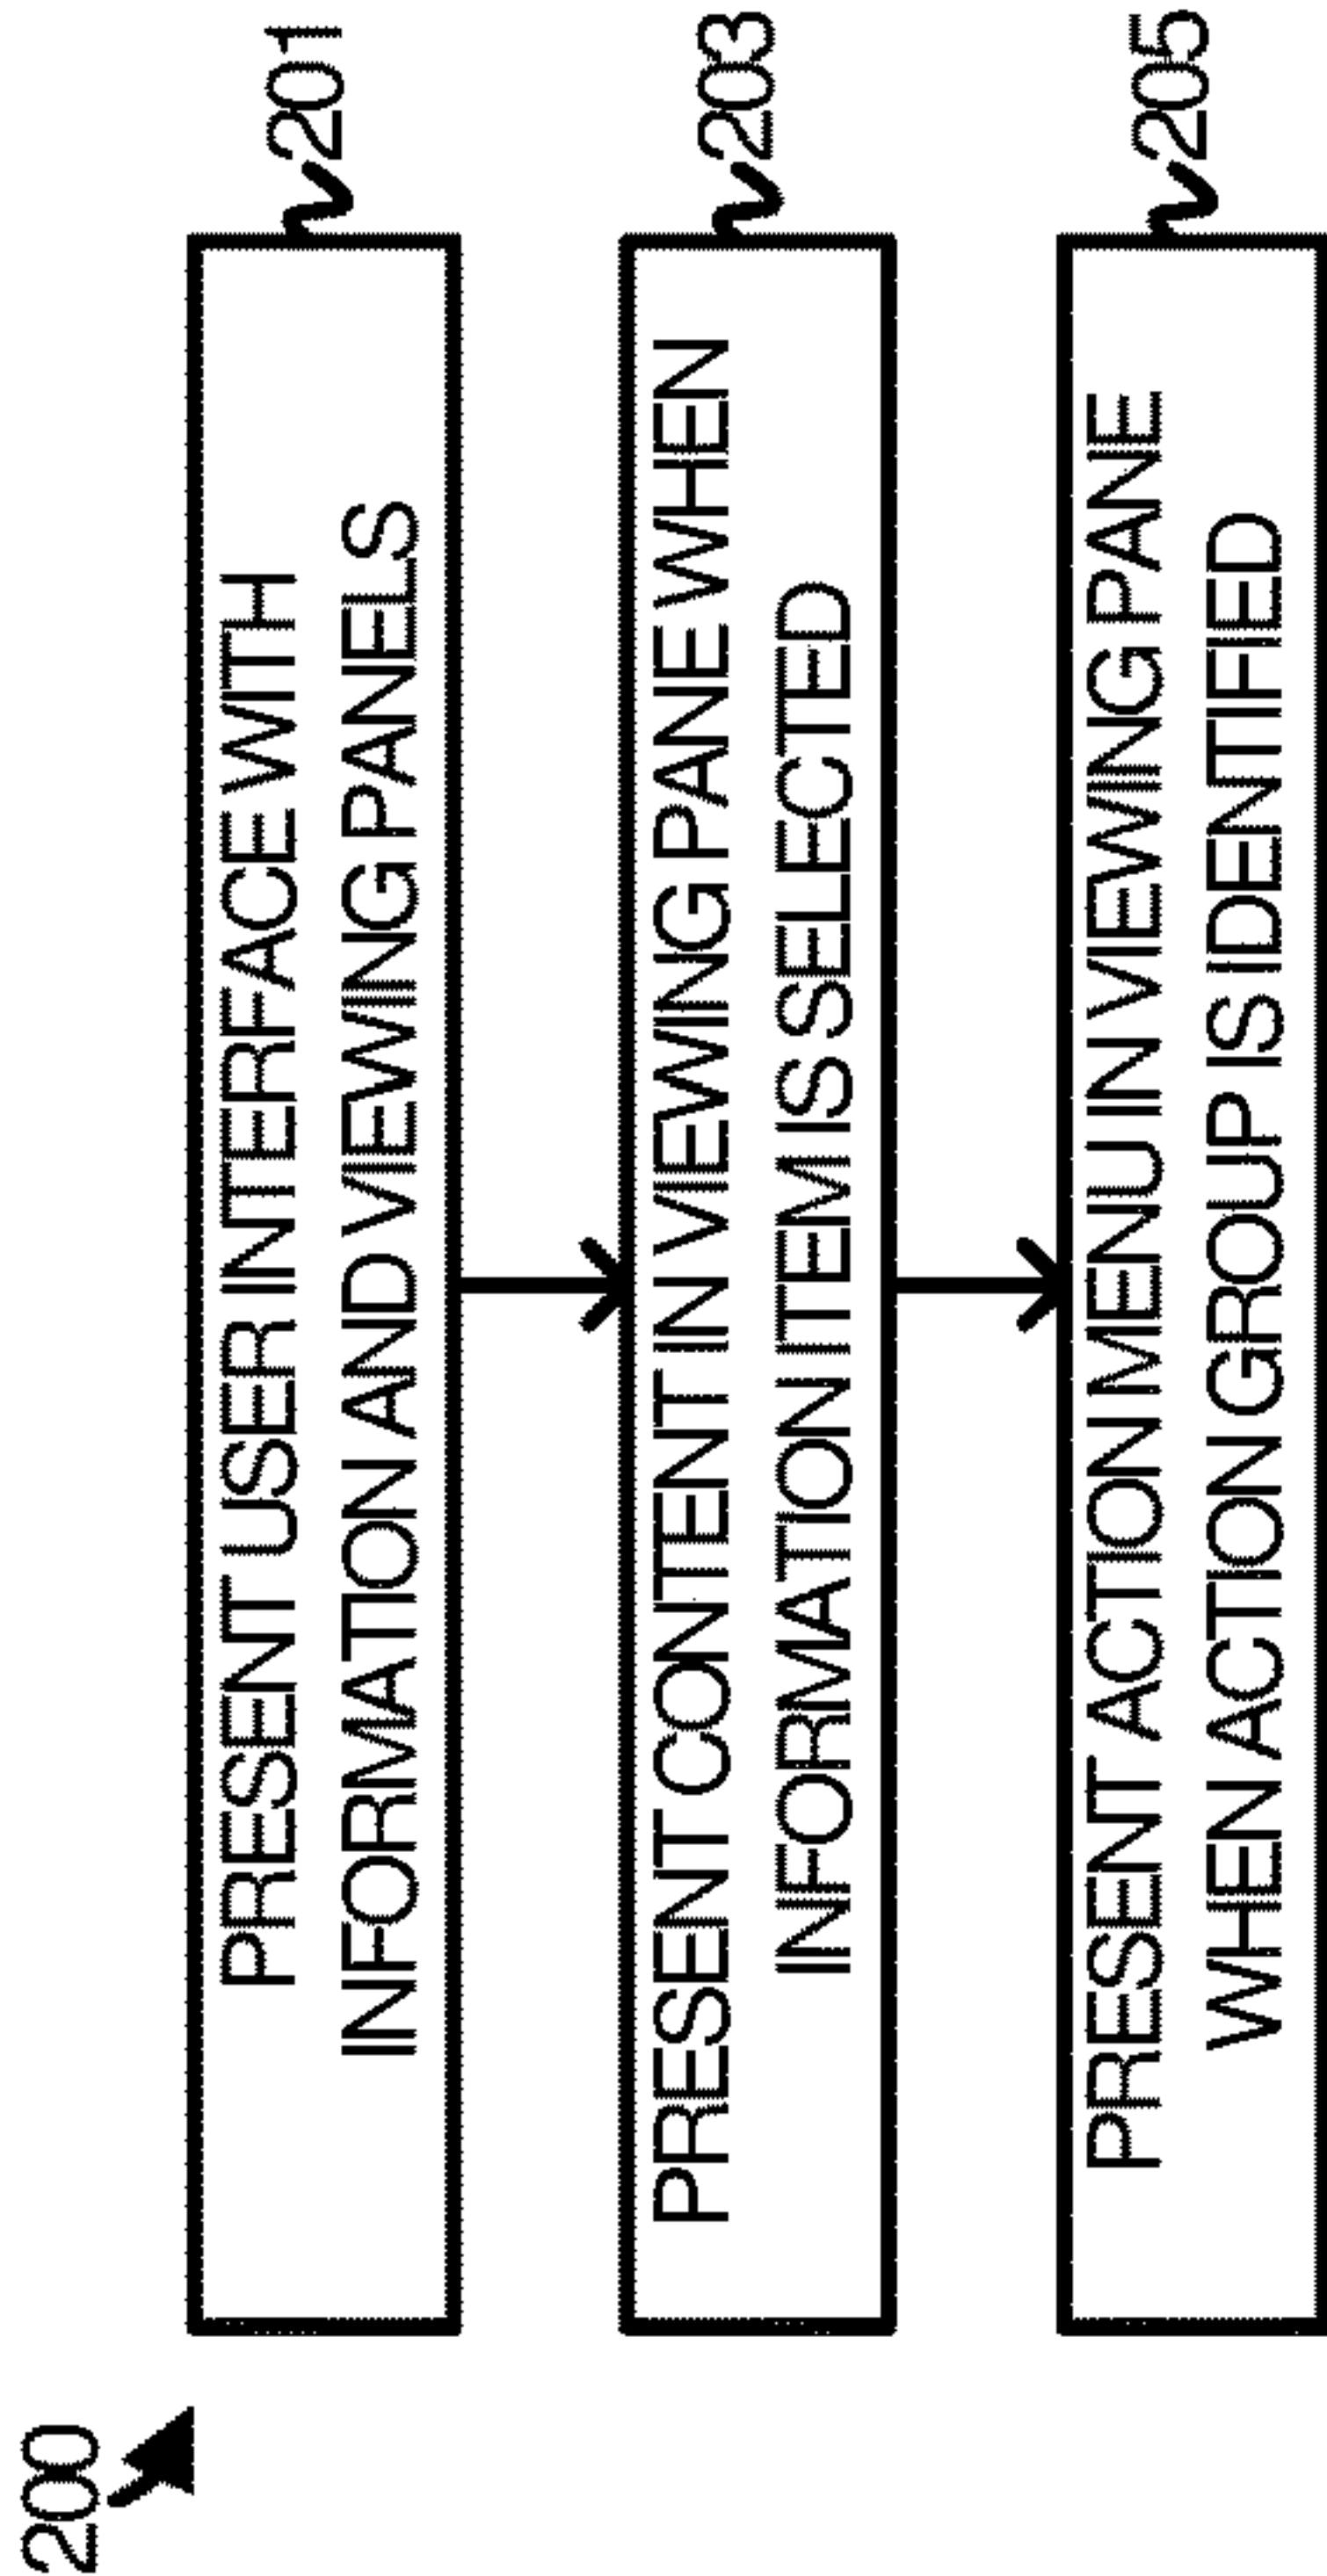 200
PRESENT USER INTERFACE WITH
INFORMATION AND VIEWING PANELS
201
PRESENT CONTENT IN VIEWING PANE WHEN
INFORMATION ITEM IS SELECTED
203
PRESENT ACTION MENU IN VIEWING PANE
WHEN ACTION GROUP IS IDENTIFIED
205